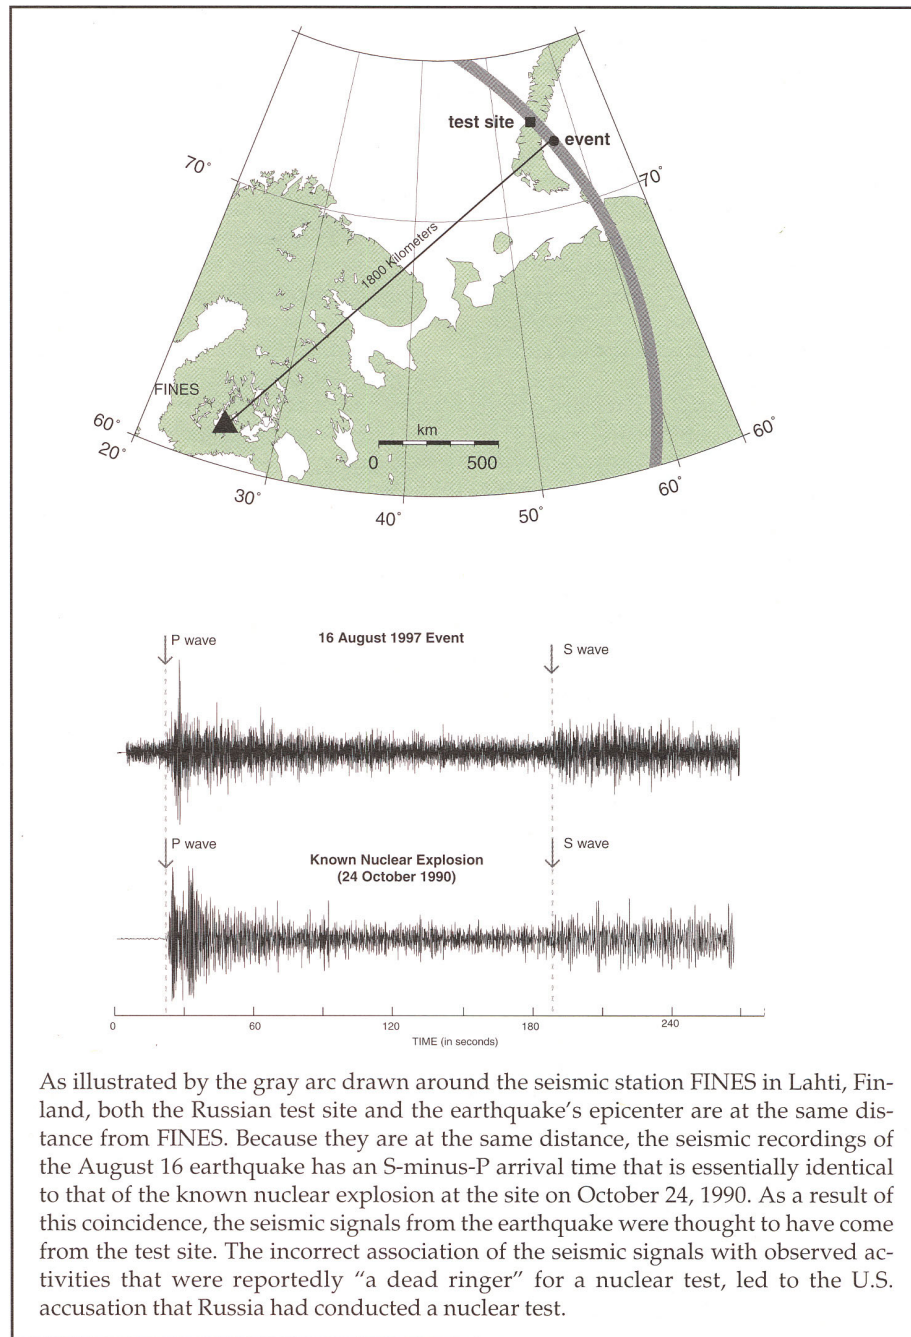 test site
event
70°
70°
1800 Kilometers
FINES
60°
20°
km
0 500
60°
30°
60°
40°
50°
P wave
16 August 1997 Event
S wave
P wave
Known Nuclear Explosion
(24 October 1990)
S wave
0 60 120 180 240
TIME (in seconds)
As illustrated by the gray arc drawn around the seismic station FINES in Lahti, Fin-
land, both the Russian test site and the earthquake's epicenter are at the same dis-
tance from FINES. Because they are at the same distance, the seismic recordings of
the August 16 earthquake has an S-minus-P arrival time that is essentially identical
to that of the known nuclear explosion at the site on October 24, 1990. As a result of
this coincidence, the seismic signals from the earthquake were thought to have come
from the test site. The incorrect association of the seismic signals with observed ac-
tivities that were reportedly “a dead ringer” for a nuclear test, led to the U.S.
accusation that Russia had conducted a nuclear test.